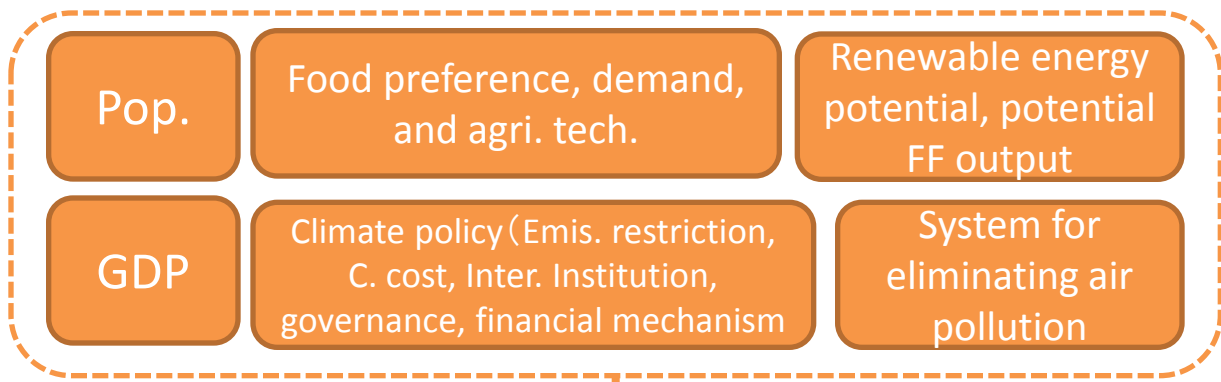 Pop.
Food preference, demand,
and agri. tech.
Renewable energy
potential, potential
FF output
GDP
Climate policy（Emis. restriction,
C. cost, Inter. Institution,
governance, financial mechanism
System for
eliminating air
pollution